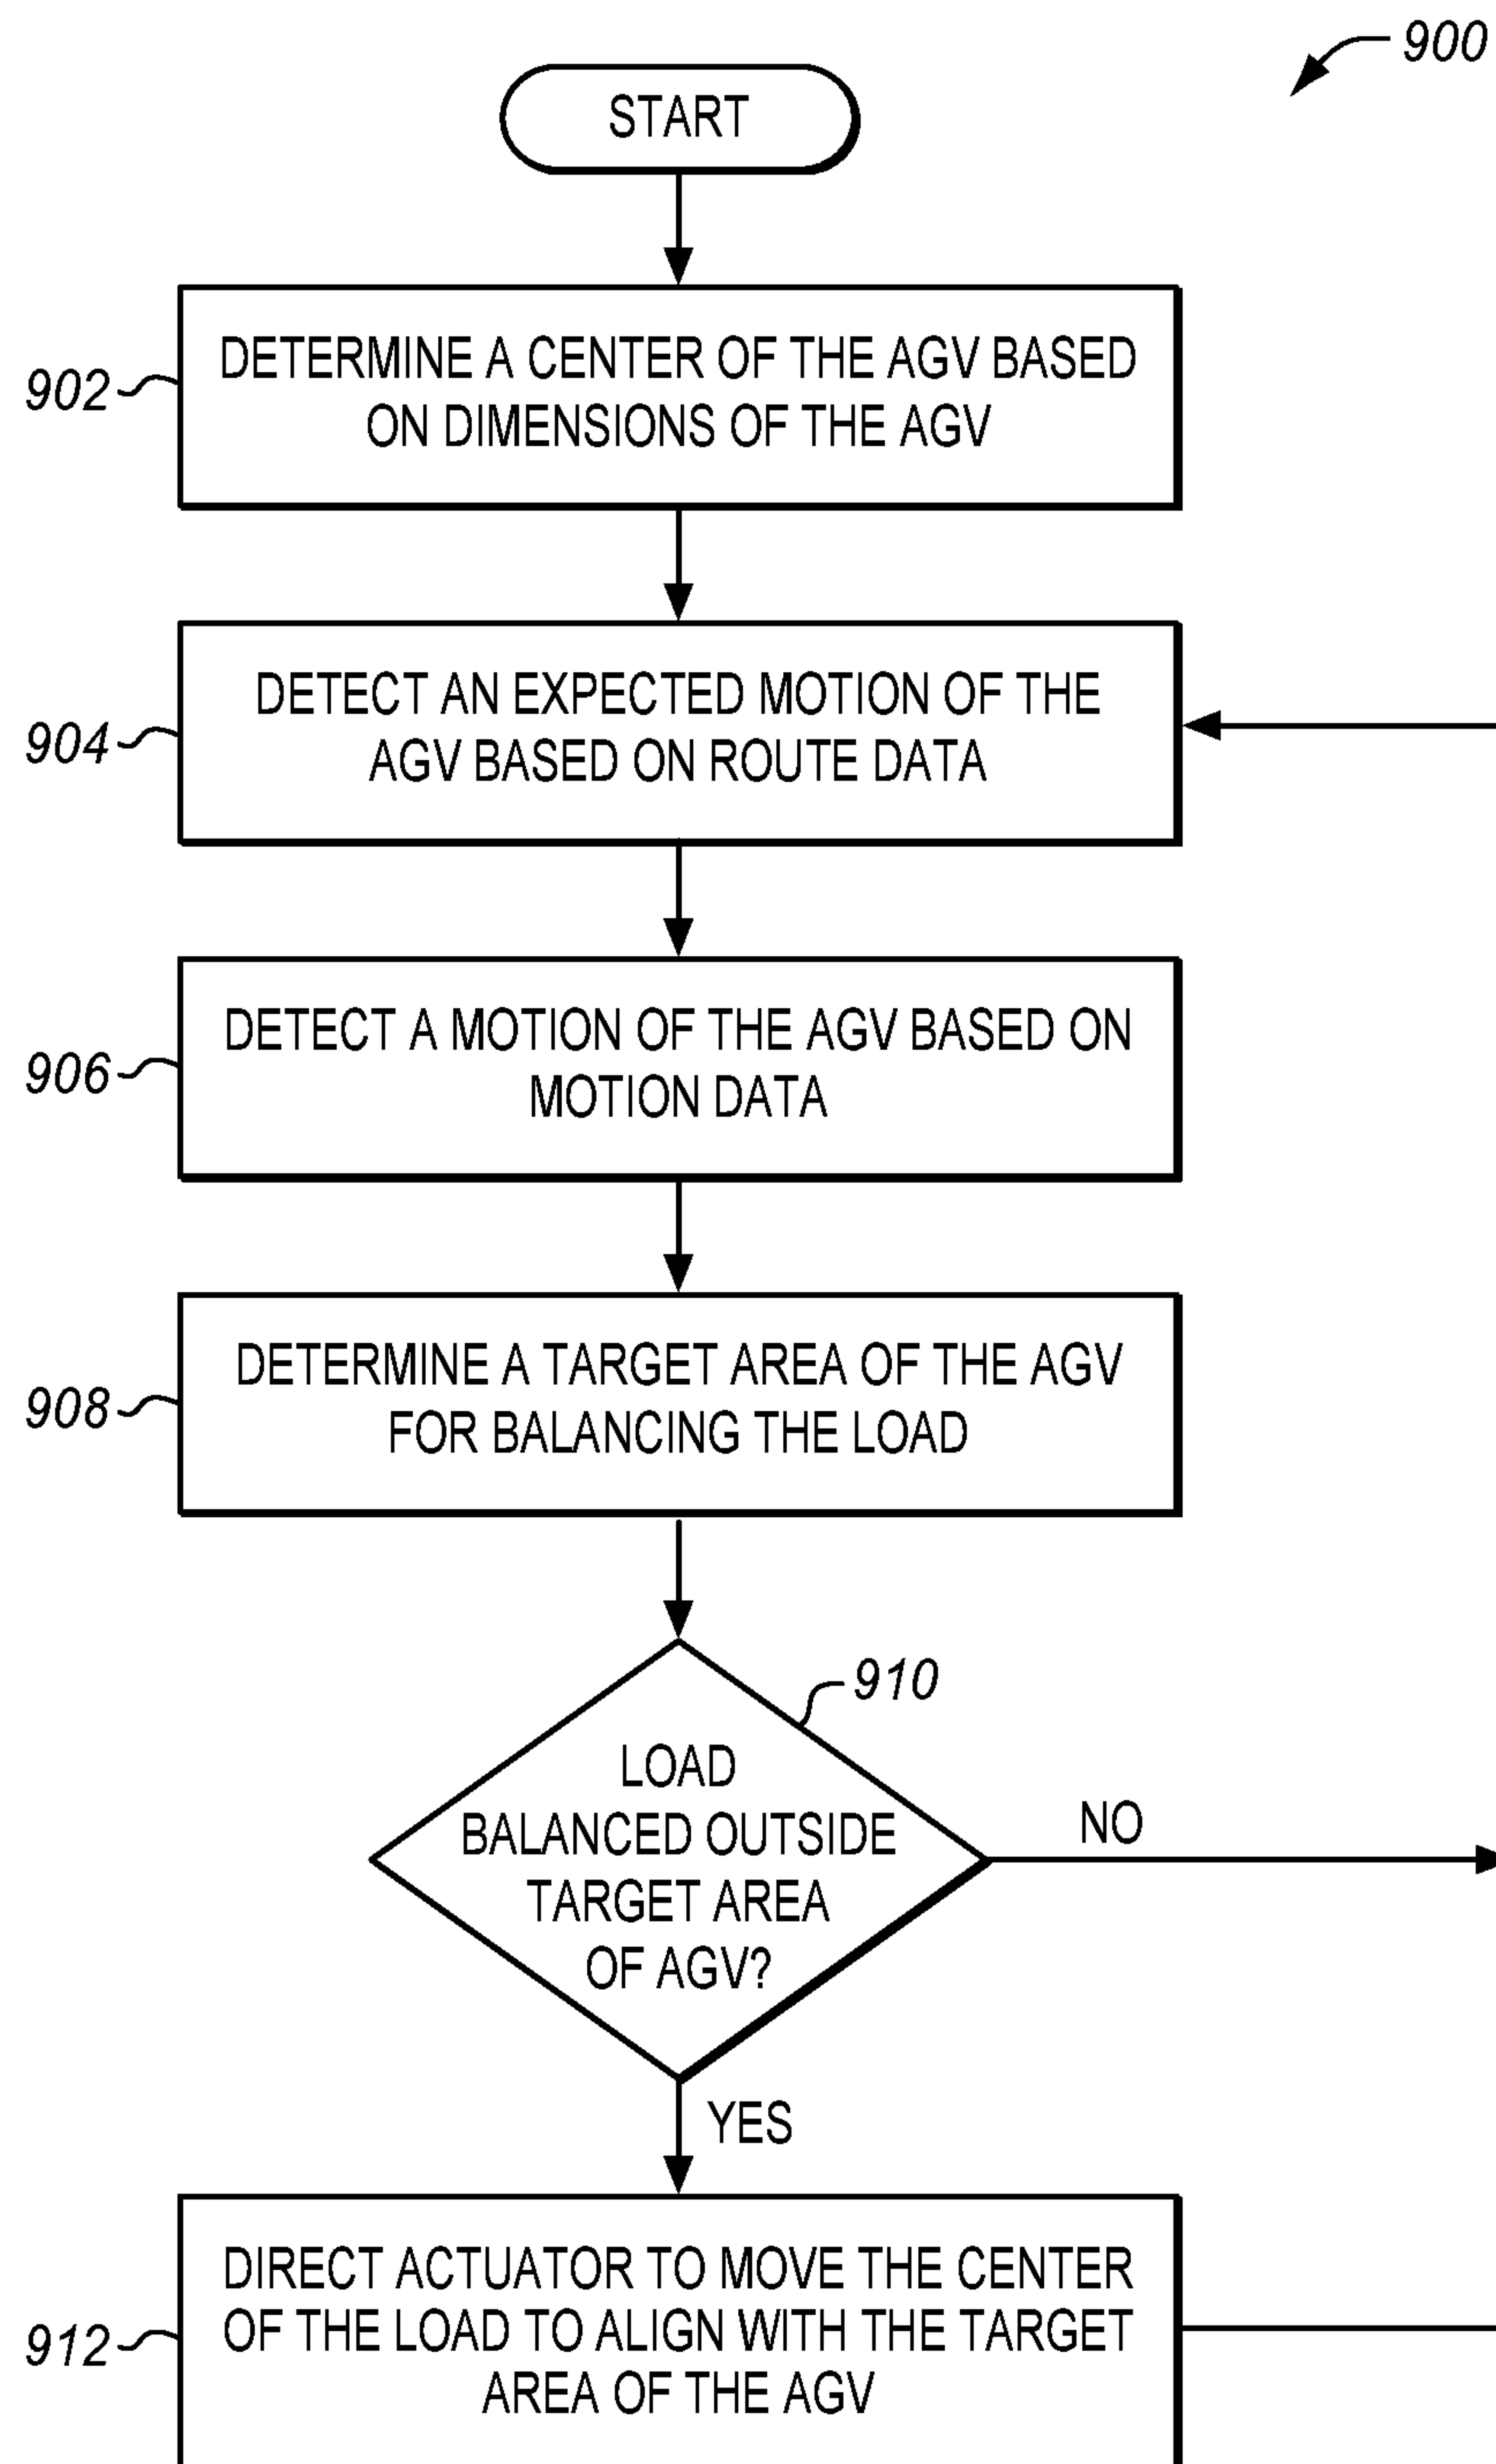 900
START
902
DETERMINE A CENTER OF THE AGV BASED
ON DIMENSIONS OF THE AGV
904
DETECT AN EXPECTED MOTION OF THE
AGV BASED ON ROUTE DATA
906
DETECT A MOTION OF THE AGV BASED ON
MOTION DATA
908
DETERMINE A TARGET AREA OF THE AGV
FOR BALANCING THE LOAD
910
LOAD
BALANCED OUTSIDE
TARGET AREA
OF AGV?
NO
YES
912
DIRECT ACTUATOR TO MOVE THE CENTER
OF THE LOAD TO ALIGN WITH THE TARGET
AREA OF THE AGV